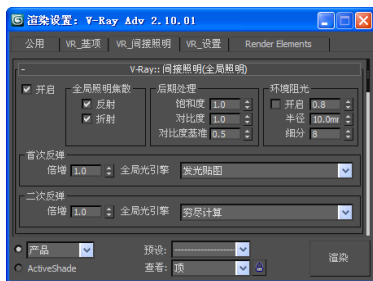 渲染设置: V-Ray Adv 2.10.01
公用 VR_基项 VR_间接照明 VR_设置 Render Elements
V-Ray:: 间接照明(全局照明)
开启 全局照明焦散 后期处理 环境阻光
反射 饱和度 1.0 开启 0.8
折射 对比度 1.0 半径 10.0mr
对比度基准 0.5 细分 8
首次反弹
倍增 1.0 全局光引擎 发光贴图
二次反弹
倍增 1.0 全局光引擎 穷尽计算
产品 预设: -------------------- 渲染
ActiveShade 查看: 顶